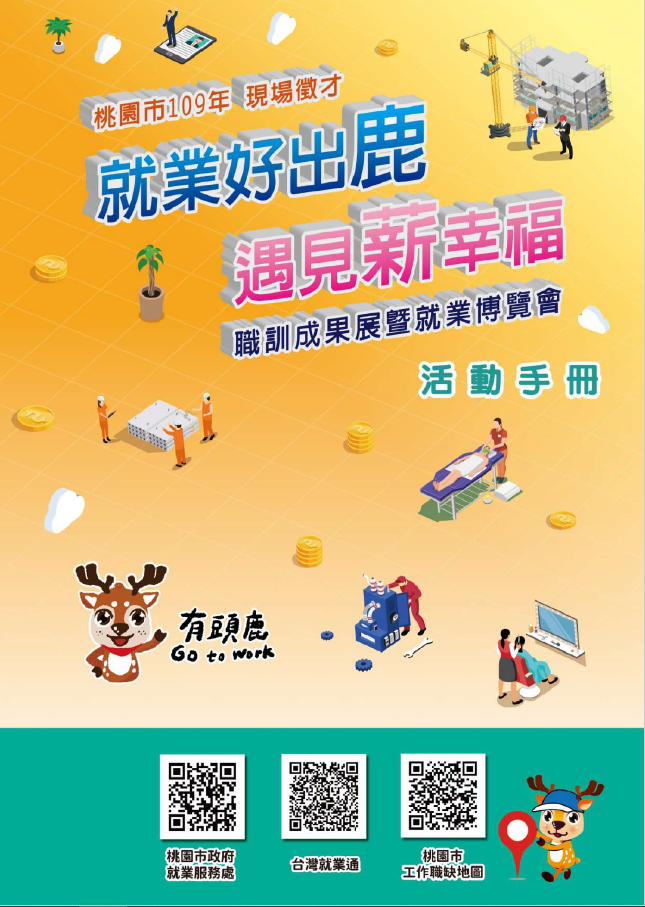 桃園市109年 現場徵才
就業好出鹿
遇見薪幸福
職訓成果展暨就業博覽會
活動手冊
有頭鹿
Go to work
桃園市政府
就業服務處
台灣就業通
桃園市
工作職缺地圖